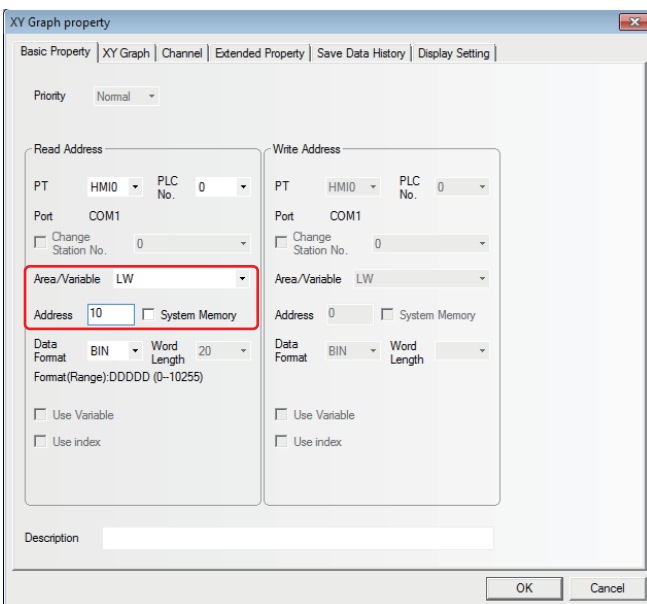 XY Graph property
Basic Property XY Graph Channel Extended Property Save Data History Display Setting
Priority Normal
Read Address
PT HMI0 PLC No. 0
Port COM1
Change Station No. 0
Area/Variable LW
Address 10 System Memory
Data Format BIN Word Length 20
Format(Range):DDDDD (0--10255)
Use Variable
Use index
Write Address
PT HMI0 PLC No. 0
Port COM1
Change Station No. 0
Area/Variable LW
Address 0 System Memory
Data Format BIN Word Length
Use Variable
Use index
Description
OK Cancel